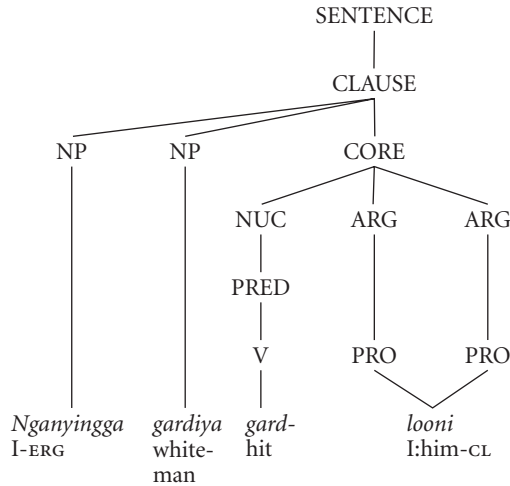 SENTENCE
CLAUSE
NP NP CORE
NUC ARG ARG
PRED
V PRO PRO
Nganyingga gardiya gard- looni
I-ERG white- hit I:him-CL
man